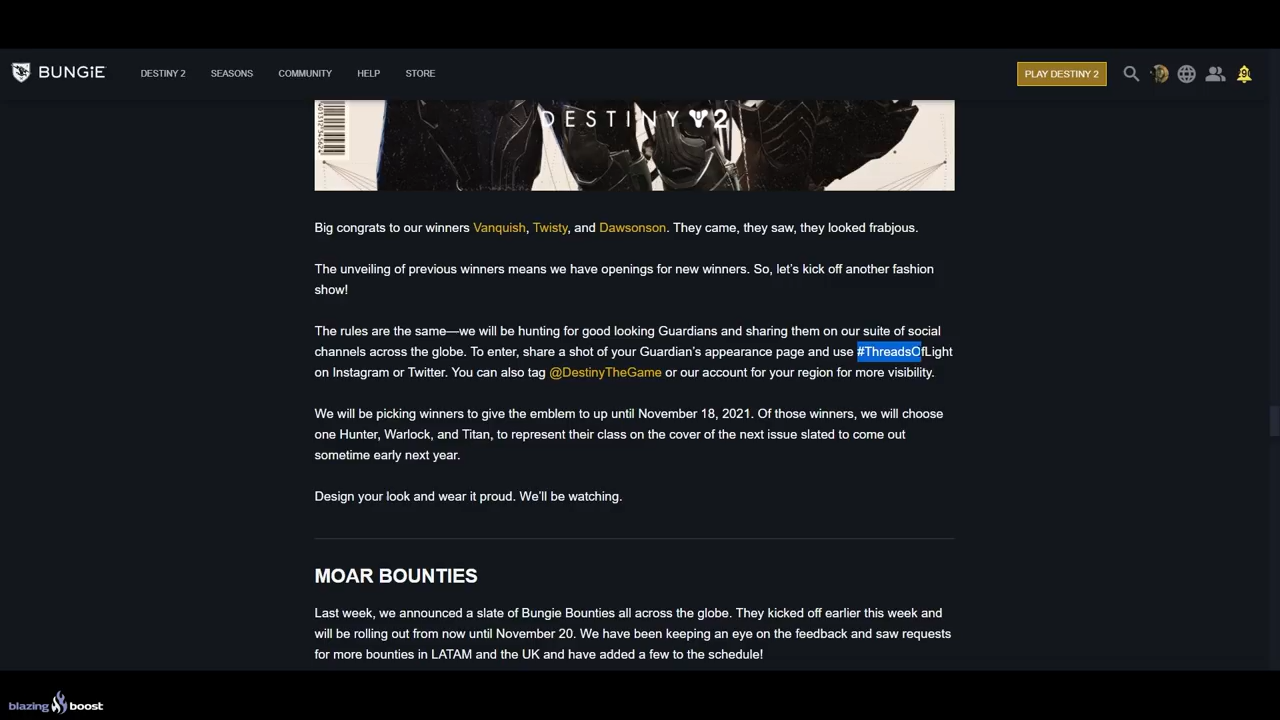 BUNGiE
DESTINY 2
SEASONS
COMMUNITY
HELP
STORE
PLAY DESTINY 2
DESTINY 2
Big congrats to our winners Vanquish, Twisty, and Dawsonson. They came, they saw, they looked frabjous.
The unveiling of previous winners means we have openings for new winners. So, let’s kick off another fashion
show!
The rules are the same—we will be hunting for good looking Guardians and sharing them on our suite of social
channels across the globe. To enter, share a shot of your Guardian’s appearance page and use #ThreadsOfLight
on Instagram or Twitter. You can also tag @DestinyTheGame or our account for your region for more visibility.
We will be picking winners to give the emblem to up until November 18, 2021. Of those winners, we will choose
one Hunter, Warlock, and Titan, to represent their class on the cover of the next issue slated to come out
sometime early next year.
Design your look and wear it proud. We’ll be watching.
MOAR BOUNTIES
Last week, we announced a slate of Bungie Bounties all across the globe. They kicked off earlier this week and
will be rolling out from now until November 20. We have been keeping an eye on the feedback and saw requests
for more bounties in LATAM and the UK and have added a few to the schedule!
blazing boost